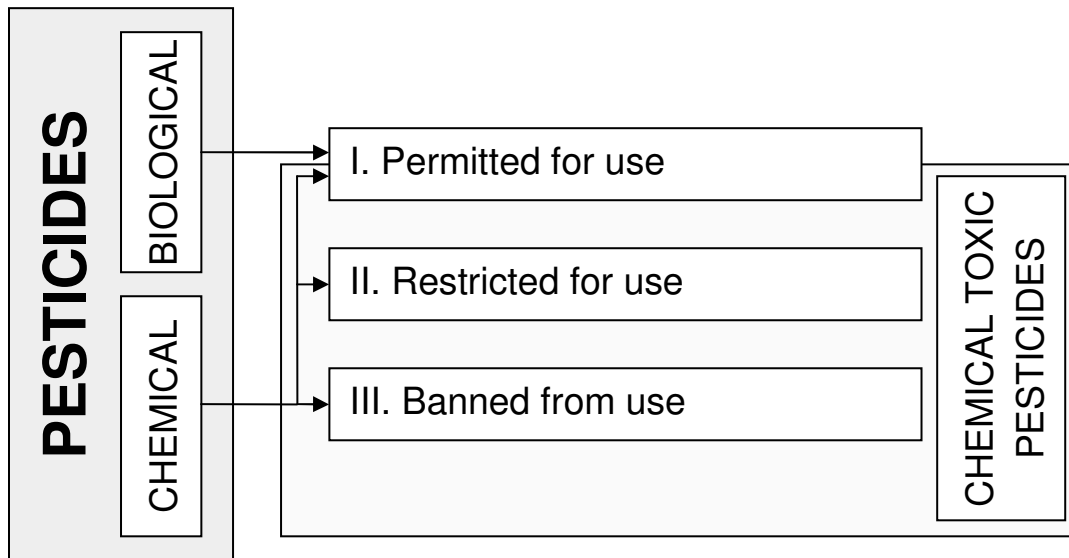 PESTICIDES
BIOLOGICAL
CHEMICAL
I. Permitted for use
II. Restricted for use
III. Banned from use
CHEMICAL TOXIC
PESTICIDES